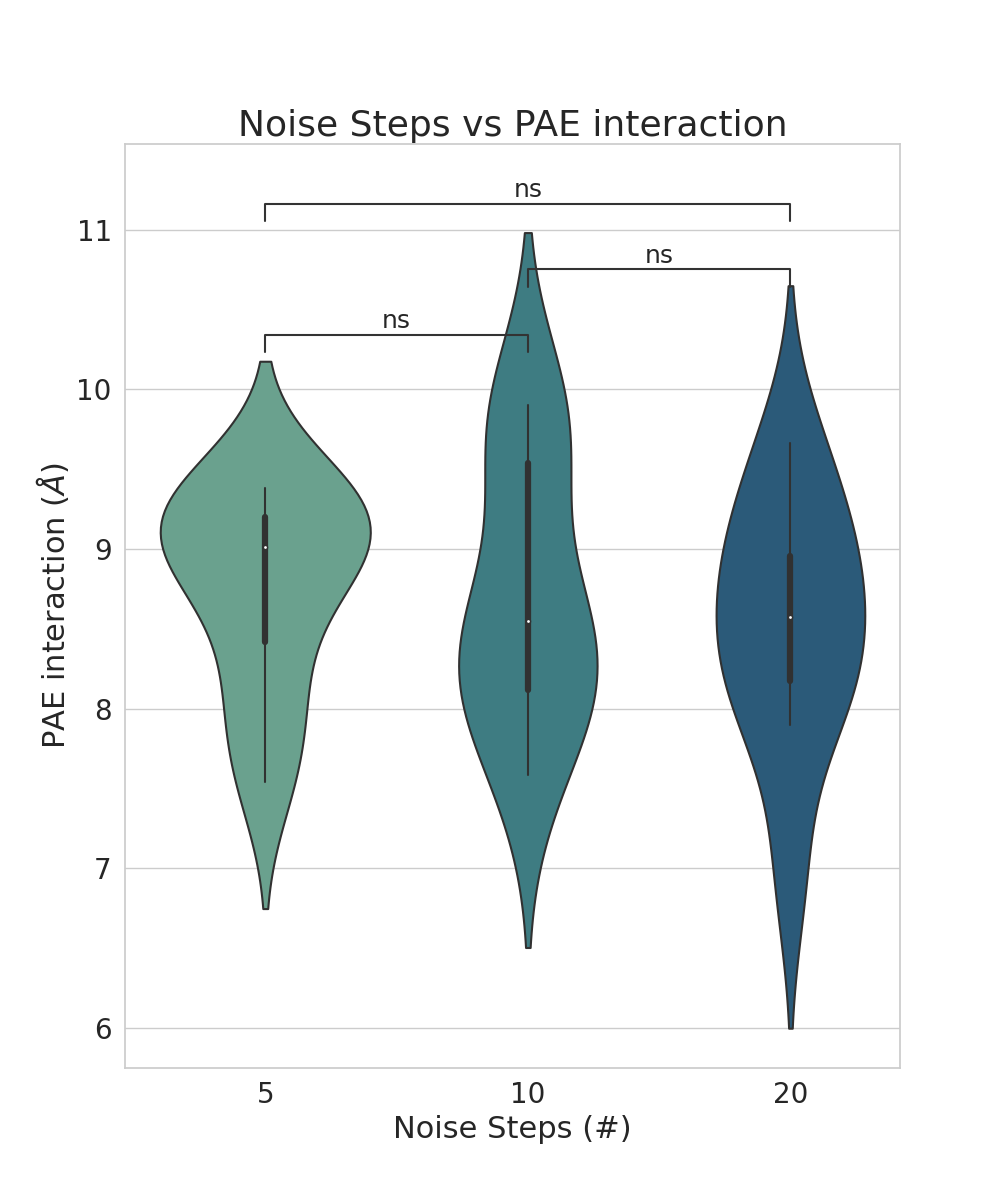 Noise Steps vs PAE interaction
ns
ns
ns
11
10
9
8
7
6
PAE interaction (Å)
5 10 20
Noise Steps (#)